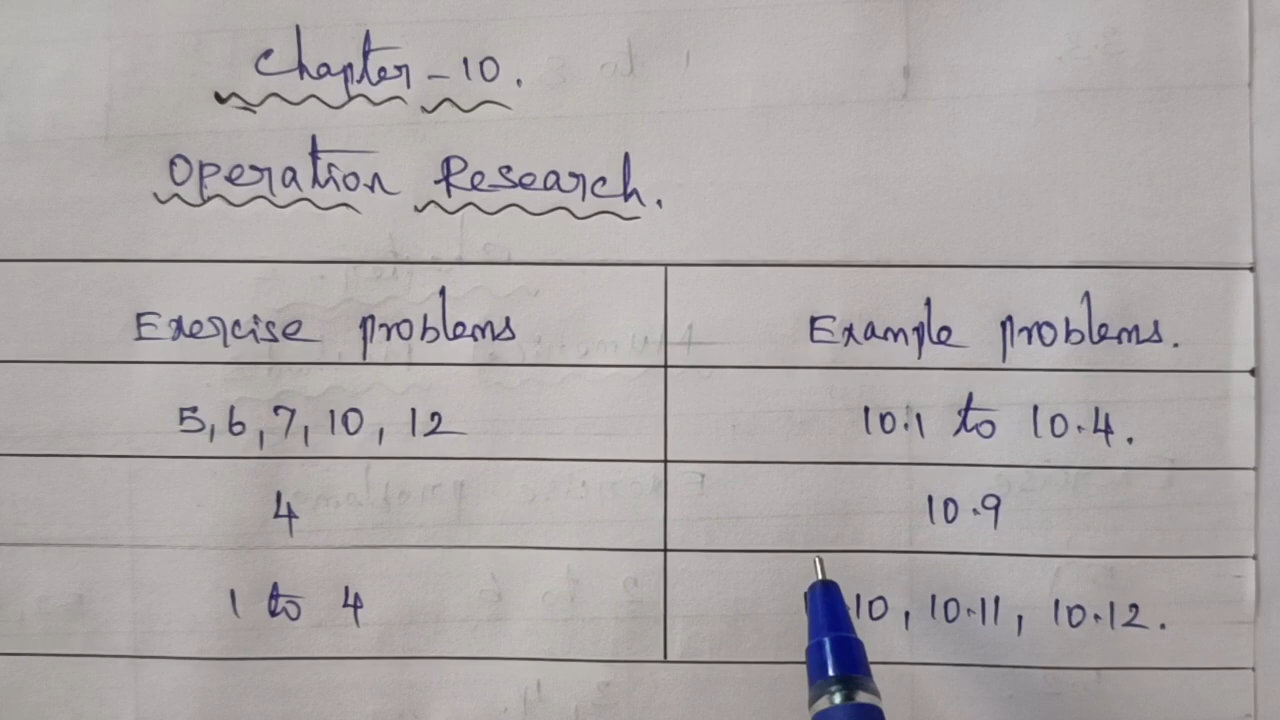 Chapter - 10.
Operation Research.
Exercise problems Example problems.
5, 6, 7, 10, 12 10.1 to 10.4.
4 10.9
1 to 4 10, 10.11, 10.12.